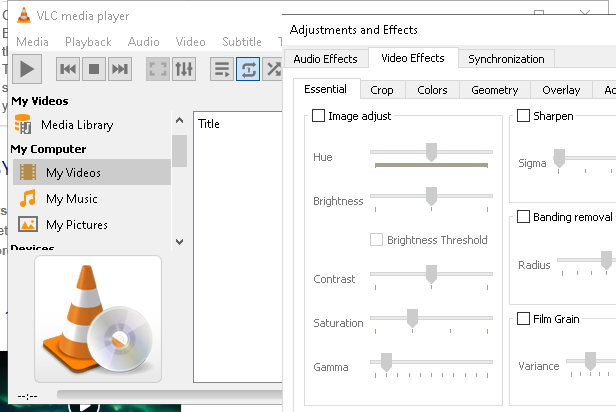 VLC media player
Media Playback Audio Video Subtitle
My Videos
Media Library
My Computer
My Videos
My Music
My Pictures
Devices
Title
--:--
Adjustments and Effects
Audio Effects Video Effects Synchronization
Essential Crop Colors Geometry Overlay
Image adjust
Hue
Brightness
Brightness Threshold
Contrast
Saturation
Gamma
Sharpen
Sigma
Banding removal
Radius
Film Grain
Variance